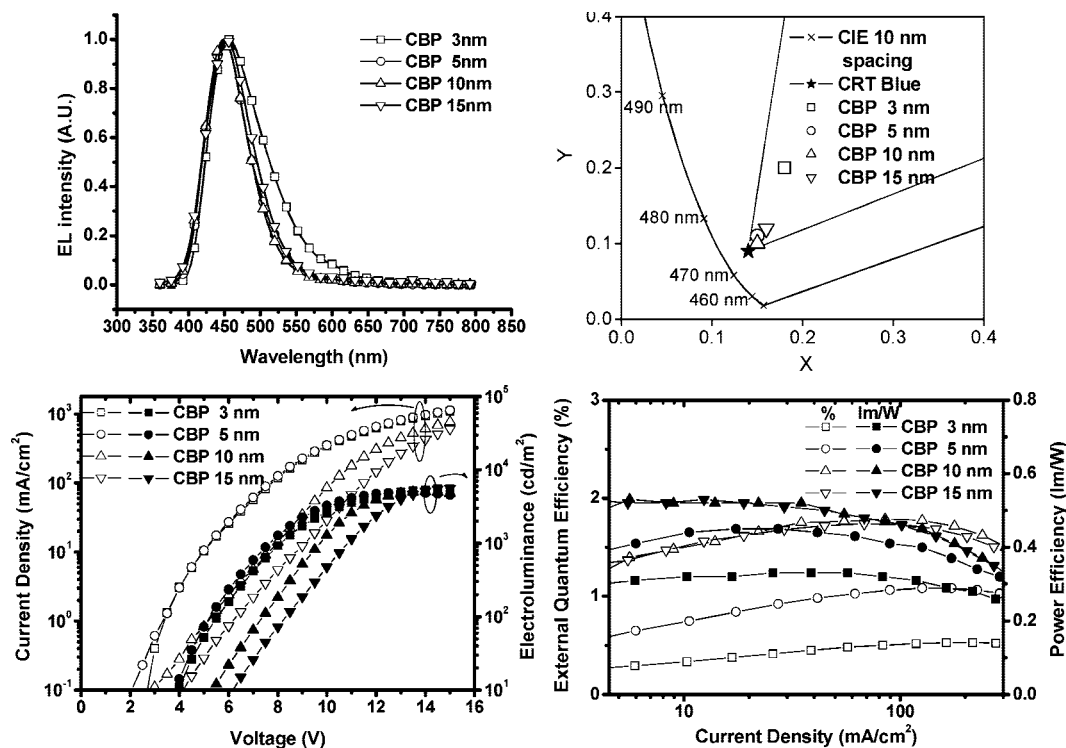 EL intensity (A.U.)
1.0
0.8
0.6
0.4
0.2
0.0
300 350 400 450 500 550 600 650 700 750 800 850
Wavelength (nm)
CBP 3nm
CBP 5nm
CBP 10nm
CBP 15nm
Y
0.4
0.3
0.2
0.1
0.0
0.0 0.1 0.2 0.3 0.4
X
490 nm
480 nm
470 nm
460 nm
CIE 10 nm
spacing
CRT Blue
CBP 3 nm
CBP 5 nm
CBP 10 nm
CBP 15 nm
Current Density (mA/cm²)
10³
10²
10¹
10⁰
10⁻¹
0 2 4 6 8 10 12 14 16
Voltage (V)
CBP 3 nm
CBP 5 nm
CBP 10 nm
CBP 15 nm
10⁵
10⁴
10³
10²
10¹
Electroluminance (cd/m²)
External Quantum Efficiency (%)
3
2
1
0
10 100
Current Density (mA/cm²)
% lm/W
CBP 3 nm
CBP 5 nm
CBP 10 nm
CBP 15 nm
0.8
0.6
0.5
0.4
0.3
0.2
0.1
0.0
Power Efficiency (lm/W)